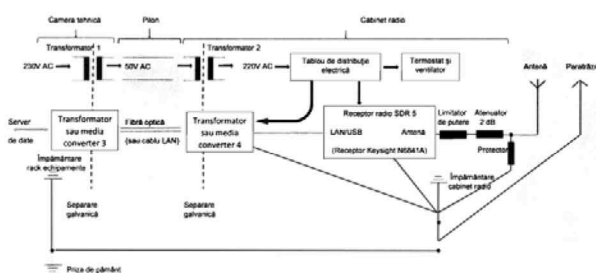 Camera tehnică
Pilon
Cabinet radio
Transformator 1
Transformator 2
230V AC
50V AC
220V AC
Tablou de distribuție
electrică
Termostat și
ventilator
Antenă
Paratrăzn
Server
de date
Transformator
sau media
converter 3
Fibră optică
(sau cablu LAN)
Transformator
sau media
converter 4
Receptor radio SDR 5
LAN/USB
Antenă
(Receptor Keysight N6841A)
Limitator
de putere
Atenuator
2 dB
Protector
Împământare
rack echipamente
Împământare
cabinet radio
Separare
galvanică
Separare
galvanică
Priza de pământ